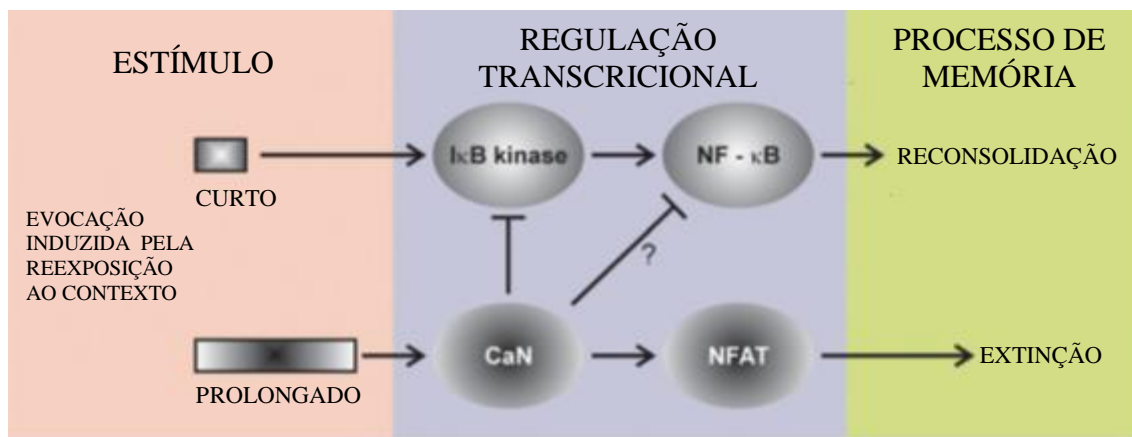 ESTÍMULO
REGULAÇÃO
TRANSCRICIONAL
PROCESSO DE
MEMÓRIA
IκB kinase
NF - κB
RECONSOLIDAÇÃO
CURTO
EVOCAÇÃO
INDUZIDA PELA
REEXPOSIÇÃO
AO CONTEXTO
?
CaN
NFAT
EXTINÇÃO
PROLONGADO